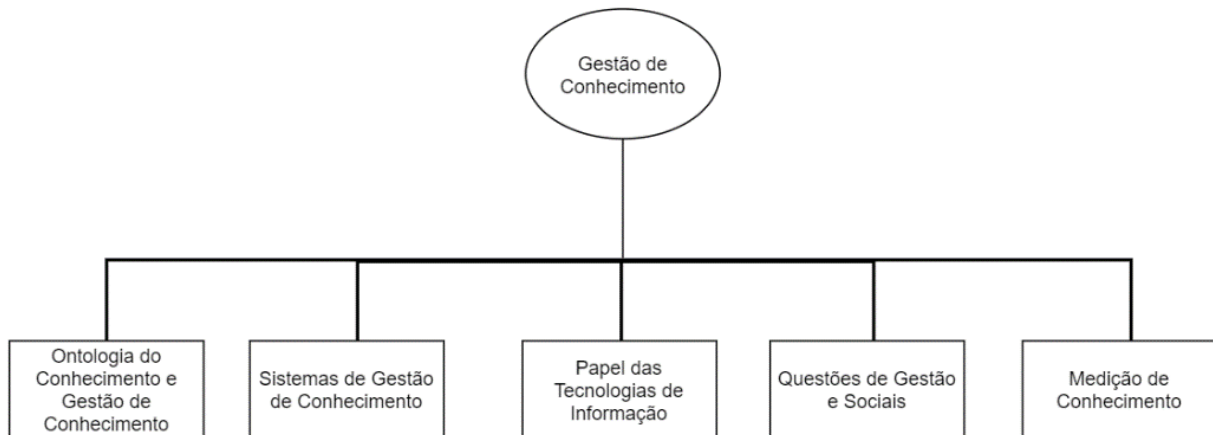 Gestão de
Conhecimento
Ontologia do
Conhecimento e
Gestão de
Conhecimento
Sistemas de Gestão
de Conhecimento
Papel das
Tecnologias de
Informação
Questões de Gestão
e Sociais
Medição de
Conhecimento